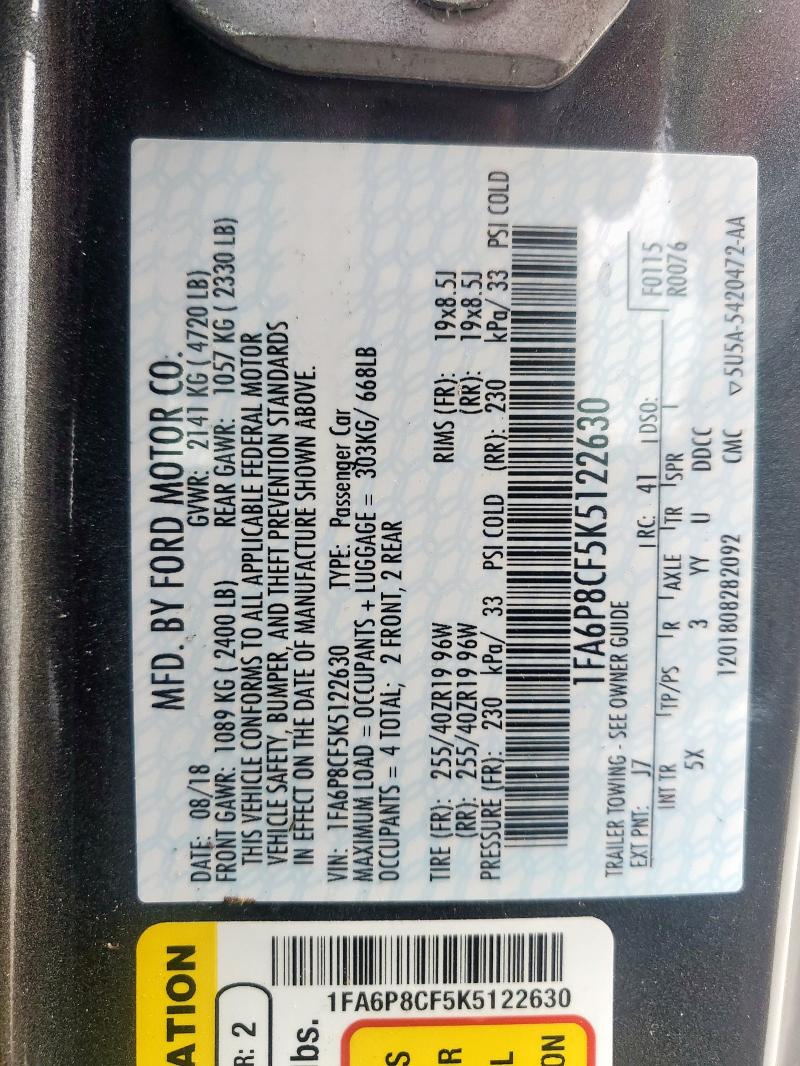 MFD. BY FORD MOTOR CO.
DATE: 08/18 GVWR: 2141 KG ( 4720 LB)
FRONT GAWR: 1089 KG ( 2400 LB) REAR GAWR: 1057 KG ( 2330 LB)
THIS VEHICLE CONFORMS TO ALL APPLICABLE FEDERAL MOTOR
VEHICLE SAFETY, BUMPER, AND THEFT PREVENTION STANDARDS
IN EFFECT ON THE DATE OF MANUFACTURE SHOWN ABOVE.
VIN: 1FA6P8CF5K5122630 TYPE: Passenger Car
MAXIMUM LOAD = OCCUPANTS + LUGGAGE = 303KG/ 668LB
OCCUPANTS = 4 TOTAL; 2 FRONT, 2 REAR
TIRE (FR): 255/40ZR19 96W RIMS (FR): 19x8.5J
(RR): 255/40ZR19 96W (RR): 19x8.5J
PRESSURE (FR): 230 kPa/ 33 PSI COLD (RR): 230 kPa/ 33 PSI COLD
1FA6P8CF5K5122630
TRAILER TOWING - SEE OWNER GUIDE F0115
EXT PNT: J7 RC: 41 DSO: R0076
INT TR TP/PS R AXLE TR SPR
5X 3 YY U DDCC
1201808282092 CMC ▽5U5A-5420472-AA
ATION
R: 2
1FA6P8CF5K5122630
lbs.
S
R
L
ON